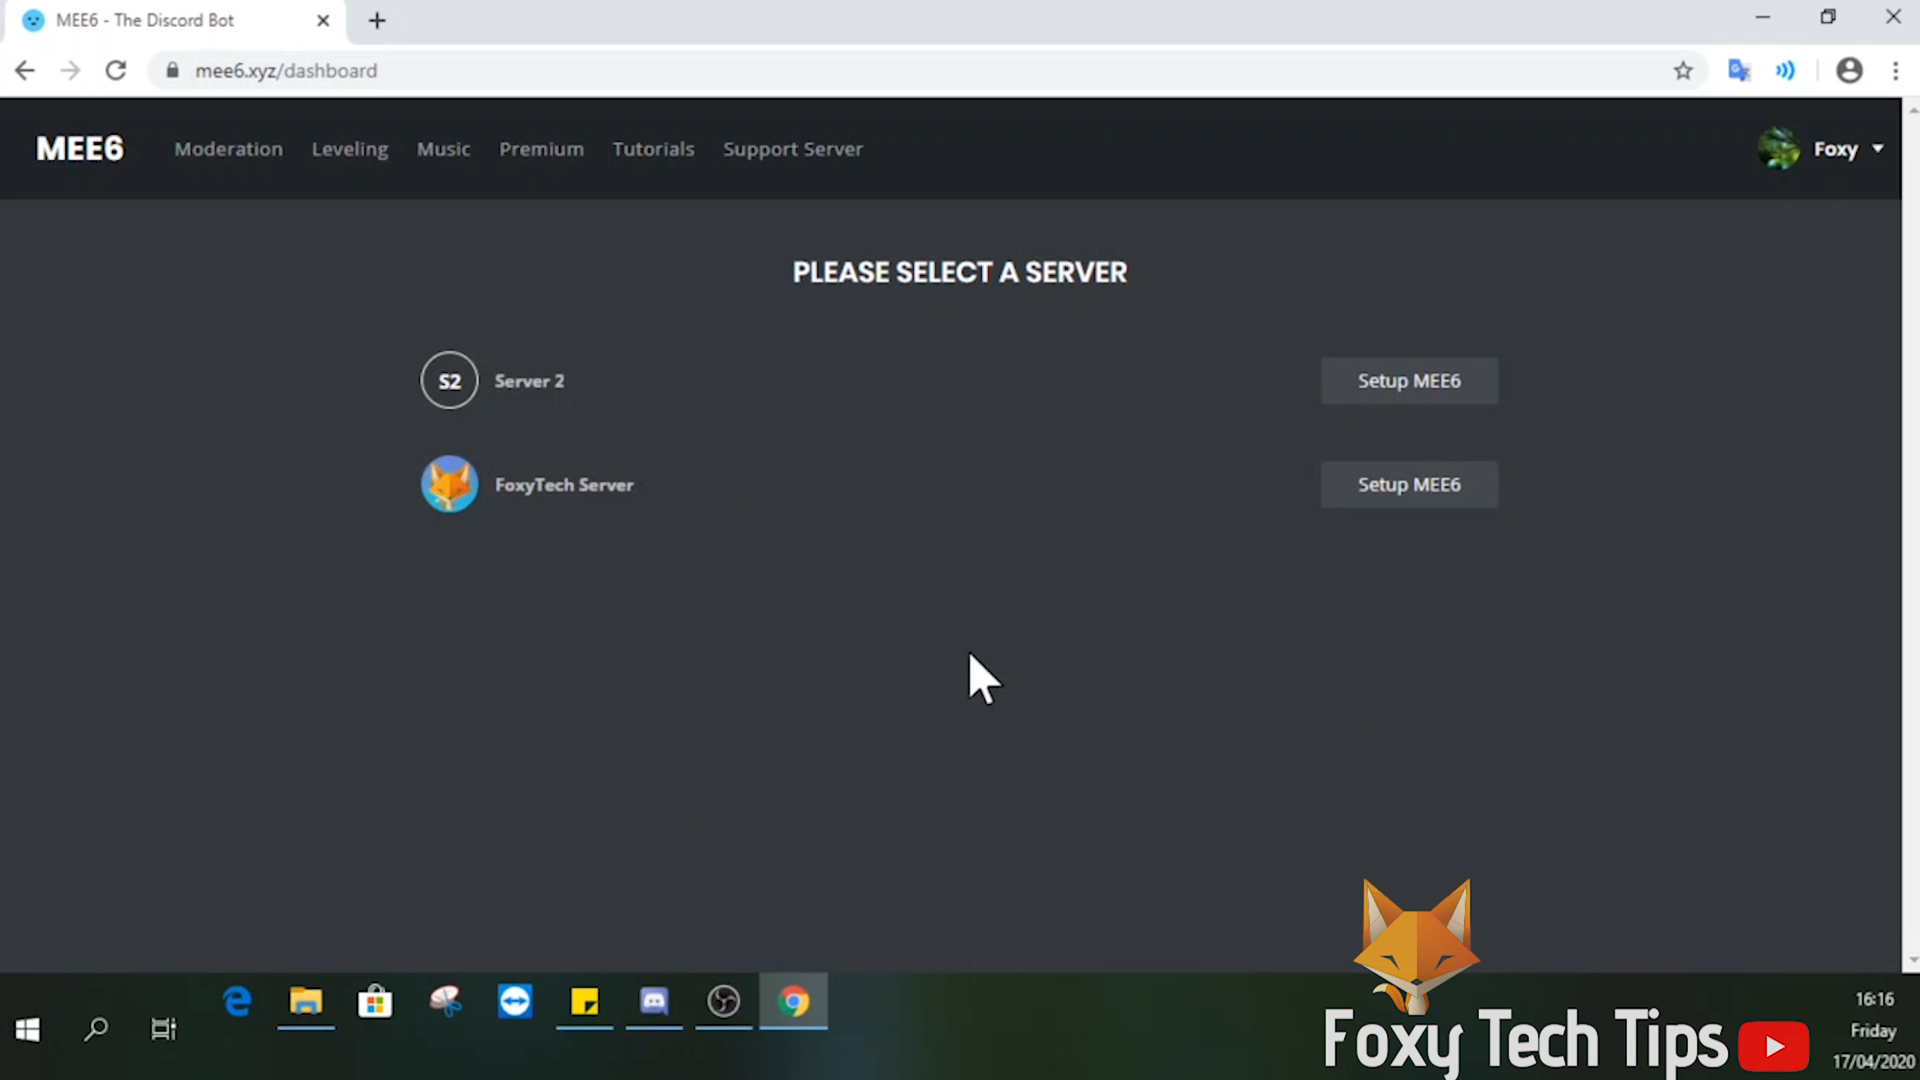 MEE6 - The Discord Bot
mee6.xyz/dashboard
MEE6 Moderation Leveling Music Premium Tutorials Support Server Foxy
PLEASE SELECT A SERVER
S2 Server 2 Setup MEE6
FoxyTech Server Setup MEE6
16:16
Friday
17/04/2020
Foxy Tech Tips